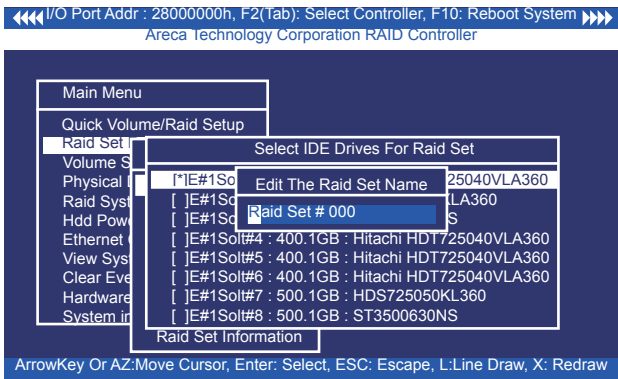 I/O Port Addr : 28000000h, F2(Tab): Select Controller, F10: Reboot System
Areca Technology Corporation RAID Controller
Main Menu
Quick Volume/Raid Setup
Raid Set
Volume S
Physical
Raid Syst
Hdd Pow
Ethernet
View Sys
Clear Eve
Hardware
System in
Select IDE Drives For Raid Set
[*]E#1So 25040VLA360
[ ]E#1So LA360
[ ]E#1So S
[ ]E#1Solt#4 : 400.1GB : Hitachi HDT725040VLA360
[ ]E#1Solt#5 : 400.1GB : Hitachi HDT725040VLA360
[ ]E#1Solt#6 : 400.1GB : Hitachi HDT725040VLA360
[ ]E#1Solt#7 : 500.1GB : HDS725050KL360
[ ]E#1Solt#8 : 500.1GB : ST3500630NS
Edit The Raid Set Name
Raid Set # 000
Raid Set Information
ArrowKey Or AZ:Move Cursor, Enter: Select, ESC: Escape, L:Line Draw, X: Redraw